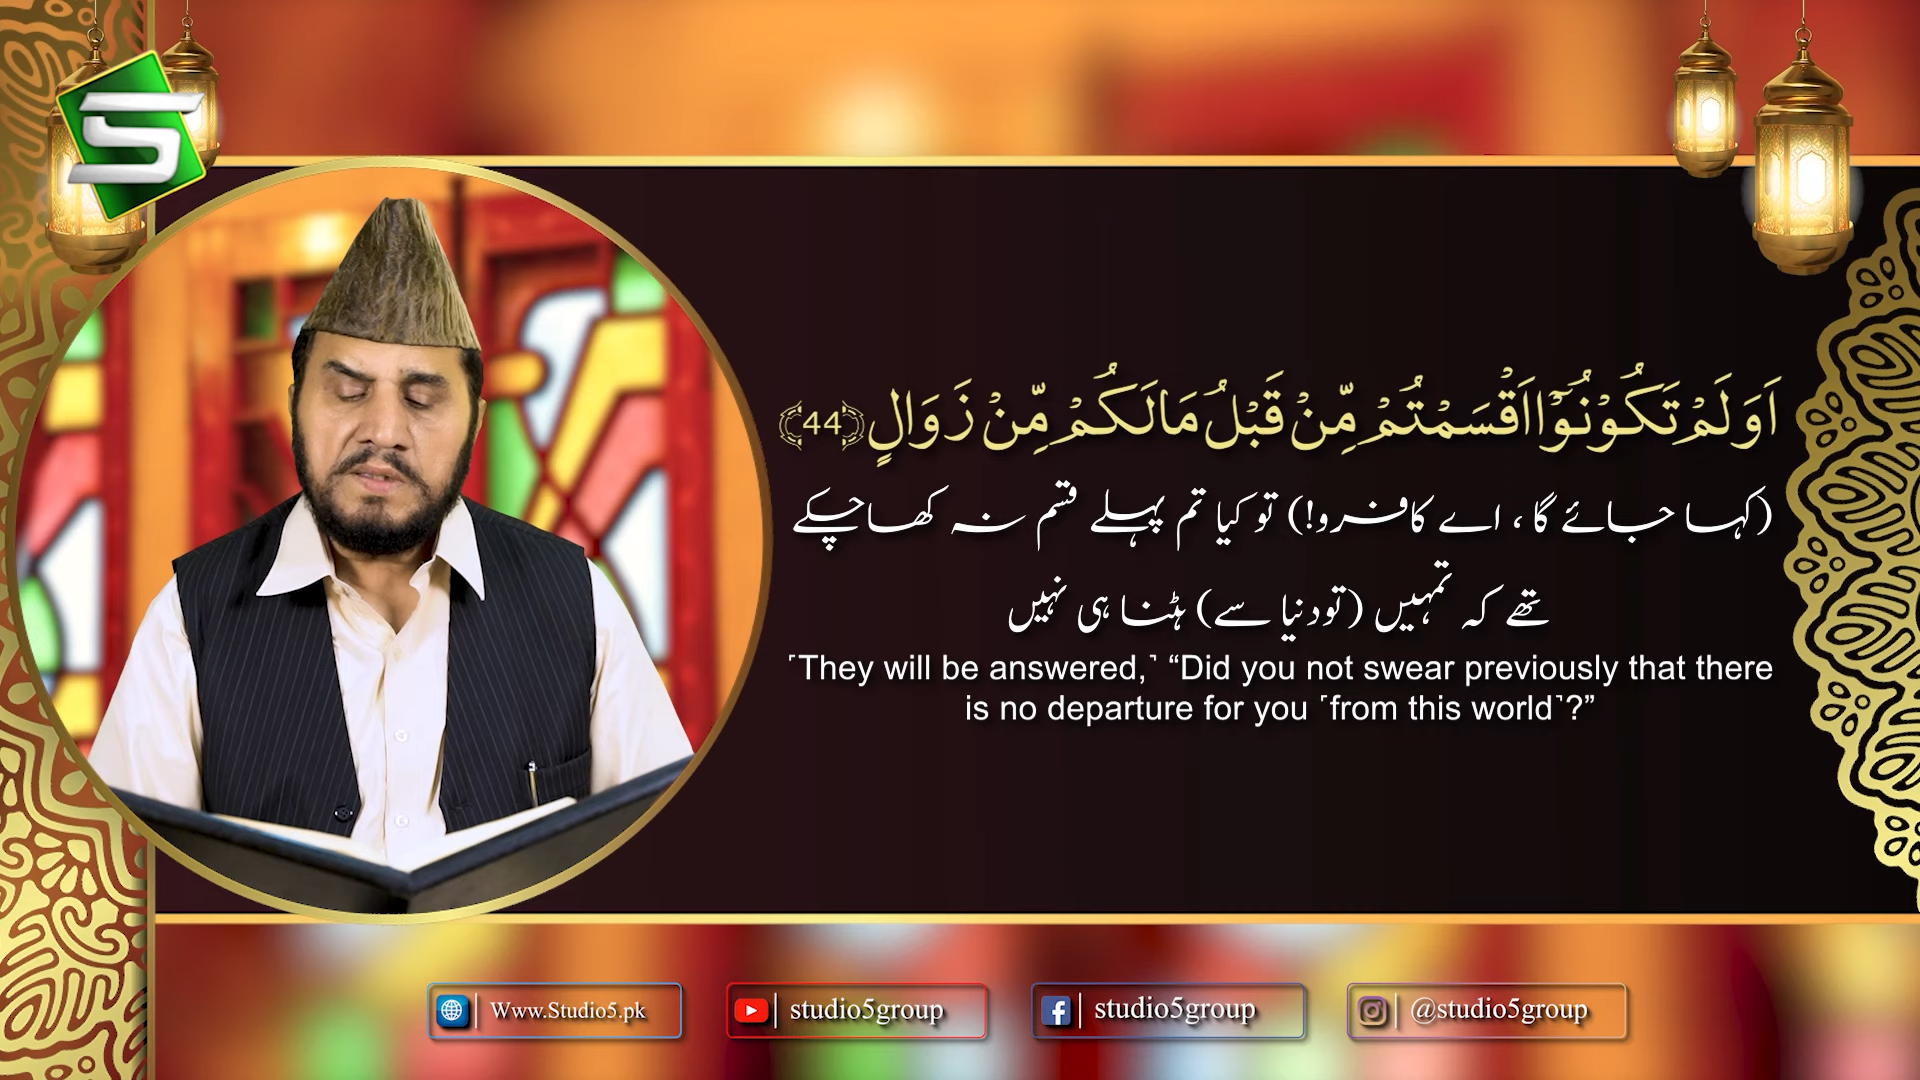 اَوَلَمْ تَكُوْنُوْۤا اَقْسَمْتُمْ مِّنْ قَبْلُ مَالَكُمْ مِّنْ زَوَالٍ ﴿44﴾
(کہا جائے گا ، اے کافرو!) تو کیا تم پہلے قسم نہ کھاچکے
تھے کہ تمہیں (تو دنیا سے) ہٹنا ہی نہیں
˹They will be answered,˺ “Did you not swear previously that there
is no departure for you ˹from this world˺?”
Www.Studio5.pk
studio5group
studio5group
@studio5group